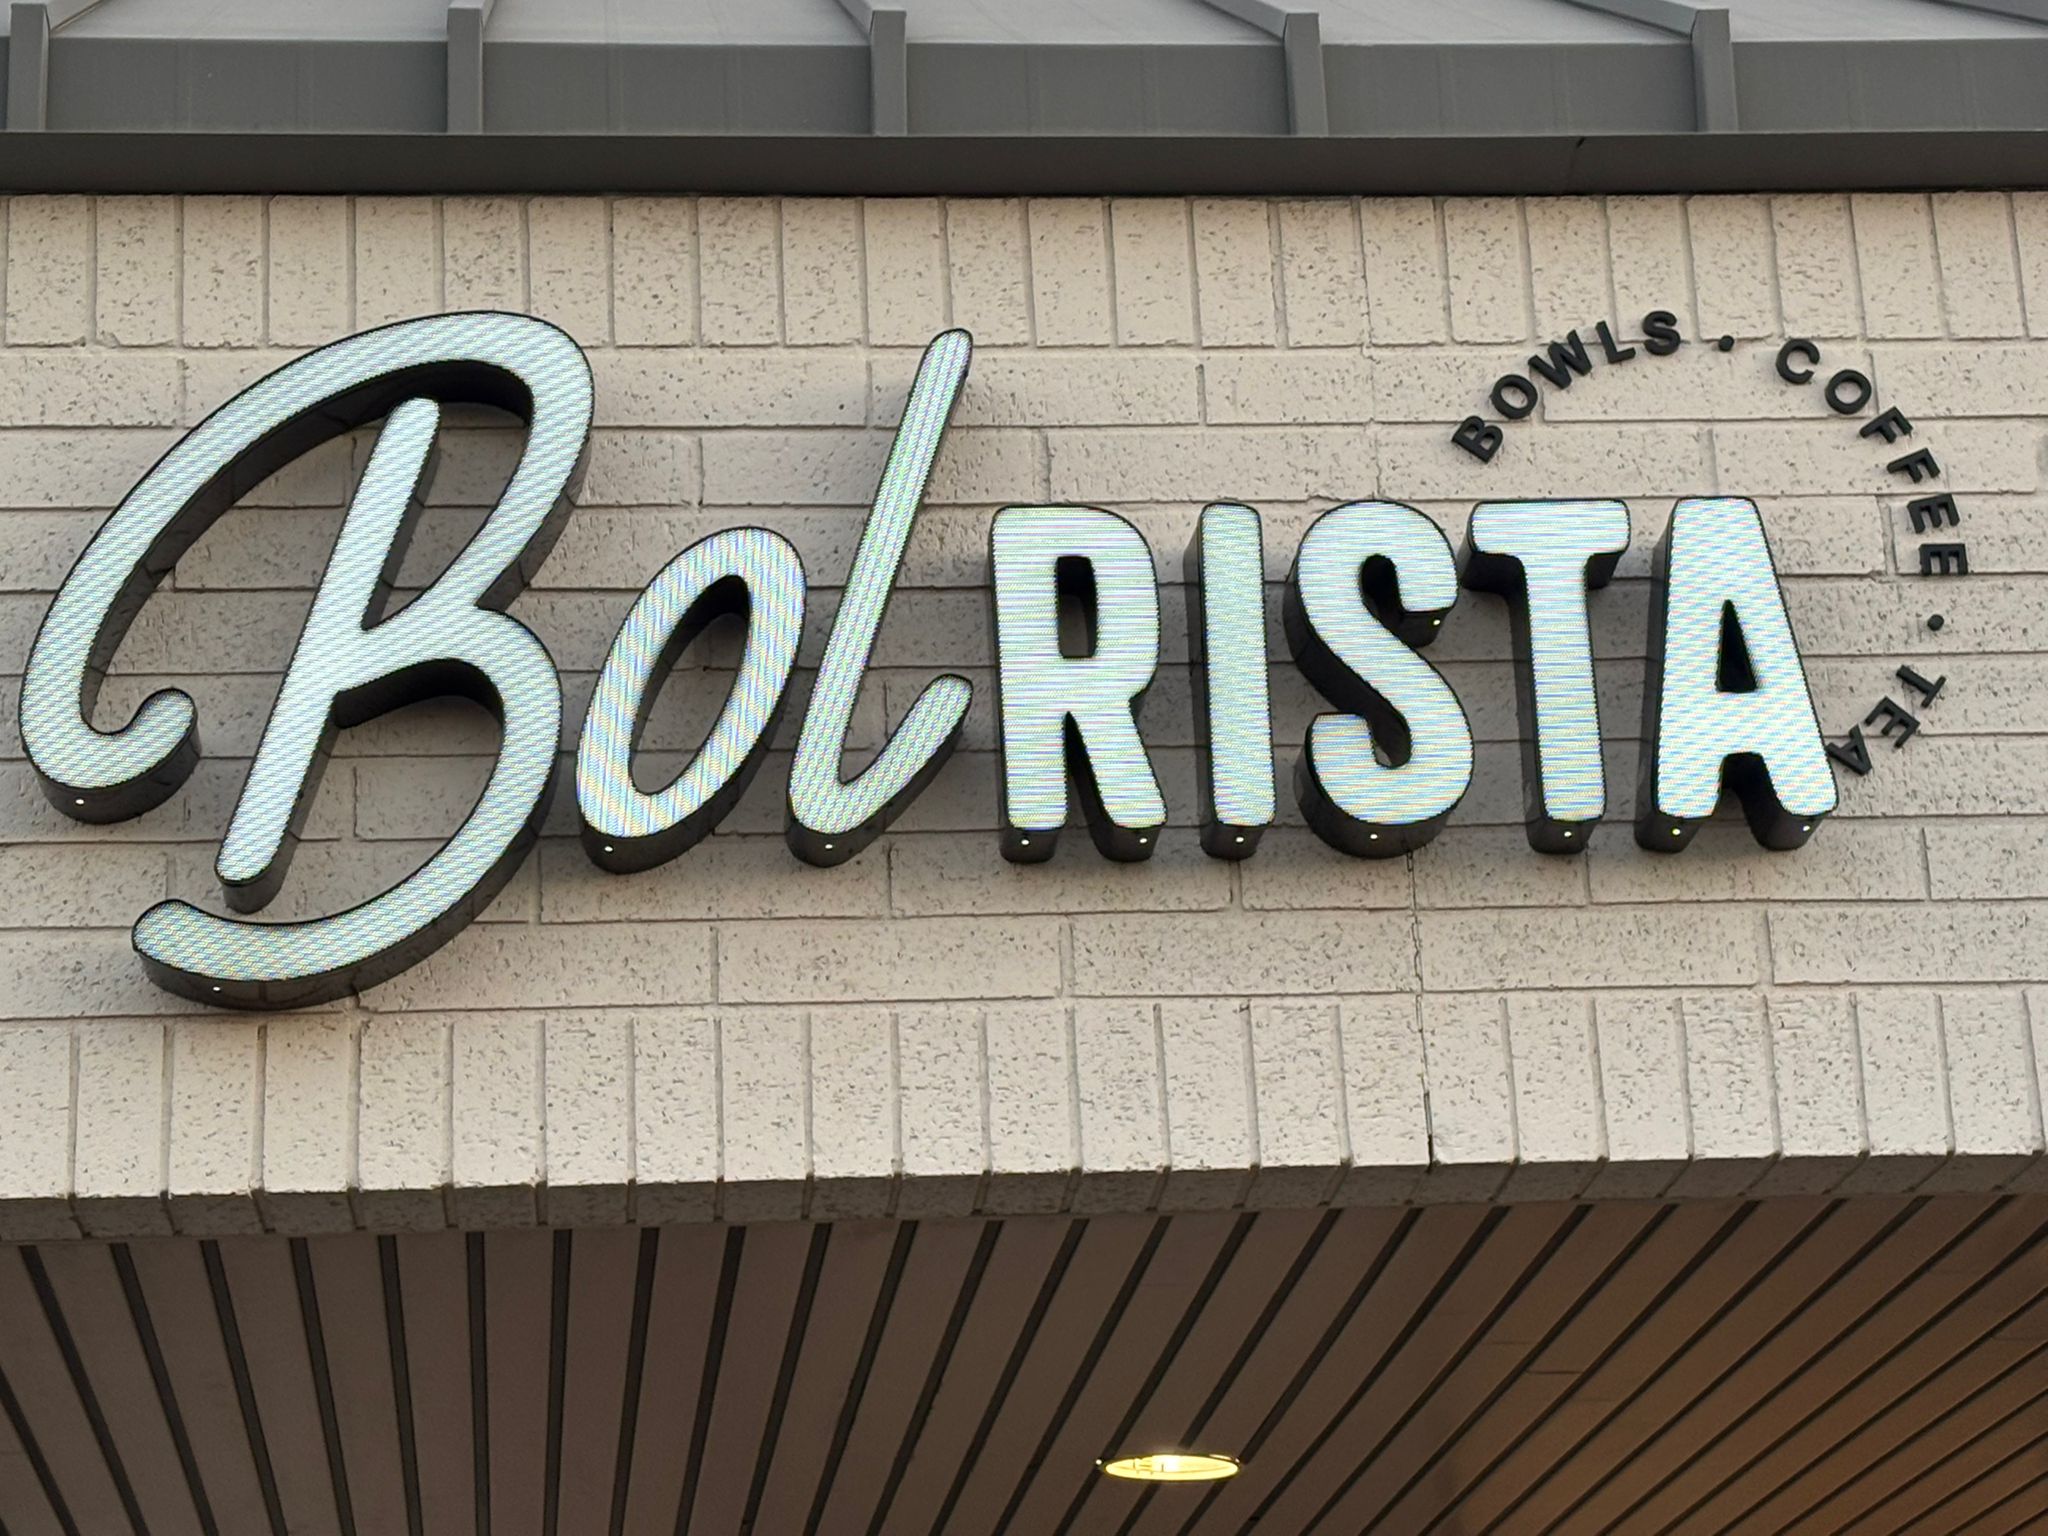 BolRISTA
BOWLS · COFFEE · TEA